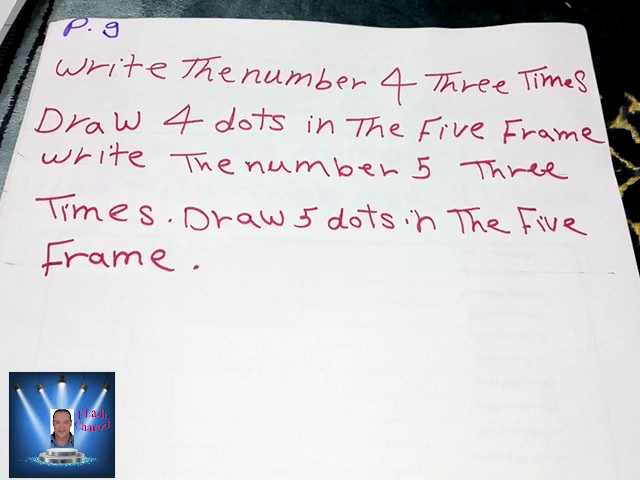 P. 9
Write The number 4 Three Times
Draw 4 dots in The Five Frame
Write The number 5 Three
Times. Draw 5 dots in The Five
Frame.